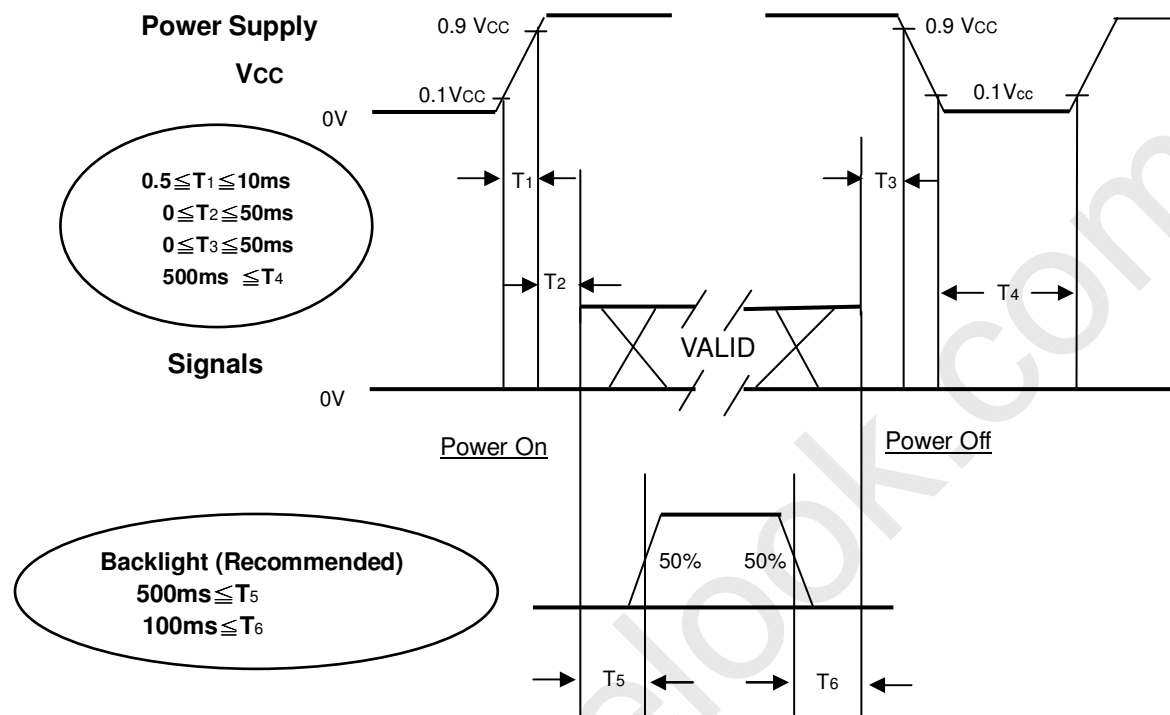 Power Supply
VCC
0.9 VCC
0.9 VCC
0.1VCC
0.1Vcc
0V
0.5≦T1≦10ms
0≦T2≦50ms
0≦T3≦50ms
500ms ≦T4
T1
T3
T2
T4
VALID
Signals
0V
Power On
Power Off
Backlight (Recommended)
500ms≦T5
100ms≦T6
50%
50%
T5
T6
elook.com